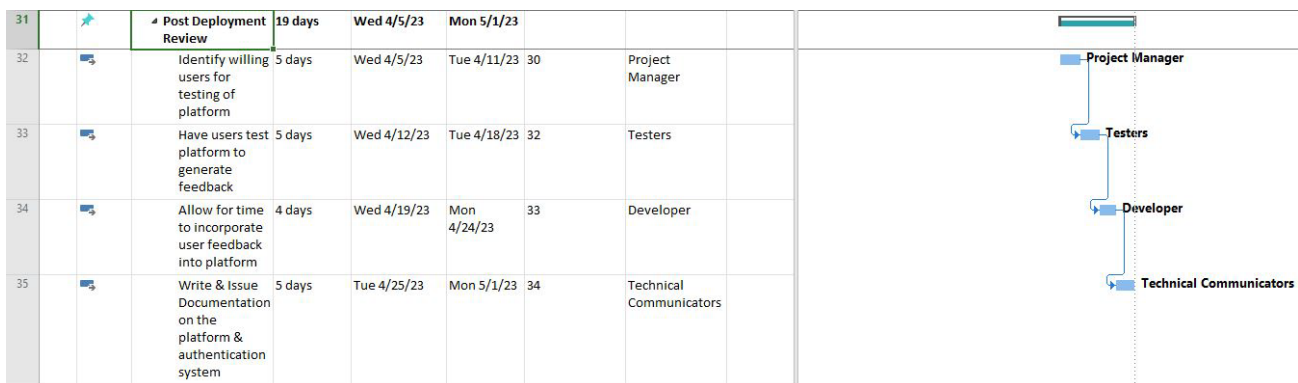 31 Post Deployment 19 days Wed 4/5/23 Mon 5/1/23
Review
32 Identify willing 5 days Wed 4/5/23 Tue 4/11/23 30 Project Project Manager
users for Manager
testing of
platform
33 Have users test 5 days Wed 4/12/23 Tue 4/18/23 32 Testers Testers
platform to
generate
feedback
34 Allow for time 4 days Wed 4/19/23 Mon 33 Developer Developer
to incorporate 4/24/23
user feedback
into platform
35 Write & Issue 5 days Tue 4/25/23 Mon 5/1/23 34 Technical Technical Communicators
Documentation Communicators
on the
platform &
authentication
system